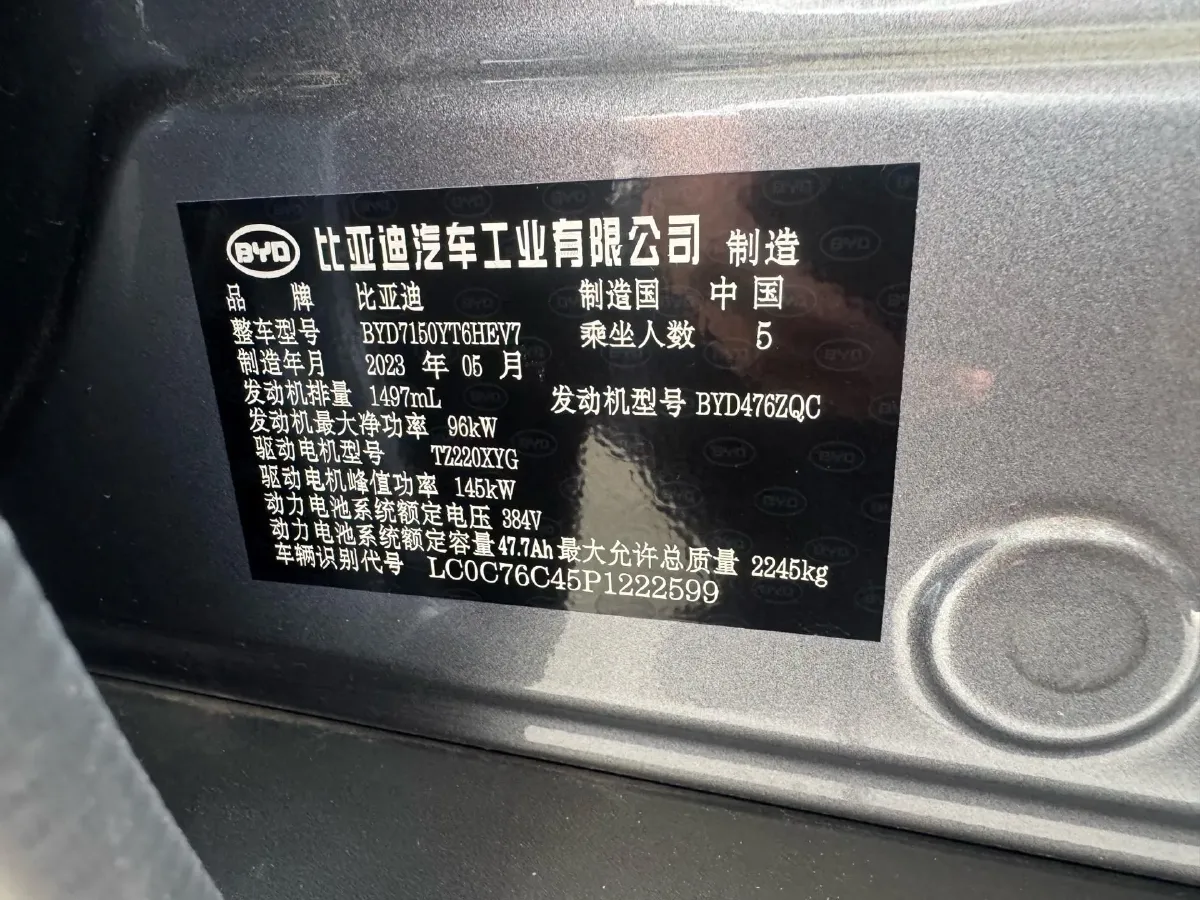 BYD 比亚迪汽车工业有限公司 制造
品 牌 比亚迪 制造国 中国
整车型号 BYD7150YT6HEV7 乘坐人数 5
制造年月 2023 年 05 月
发动机排量 1497mL 发动机型号 BYD476ZQC
发动机最大净功率 96kW
驱动电机型号 TZ220XYG
驱动电机峰值功率 145kW
动力电池系统额定电压 384V
动力电池系统额定容量 47.7Ah 最大允许总质量 2245kg
车辆识别代号 LC0C76C45P1222599